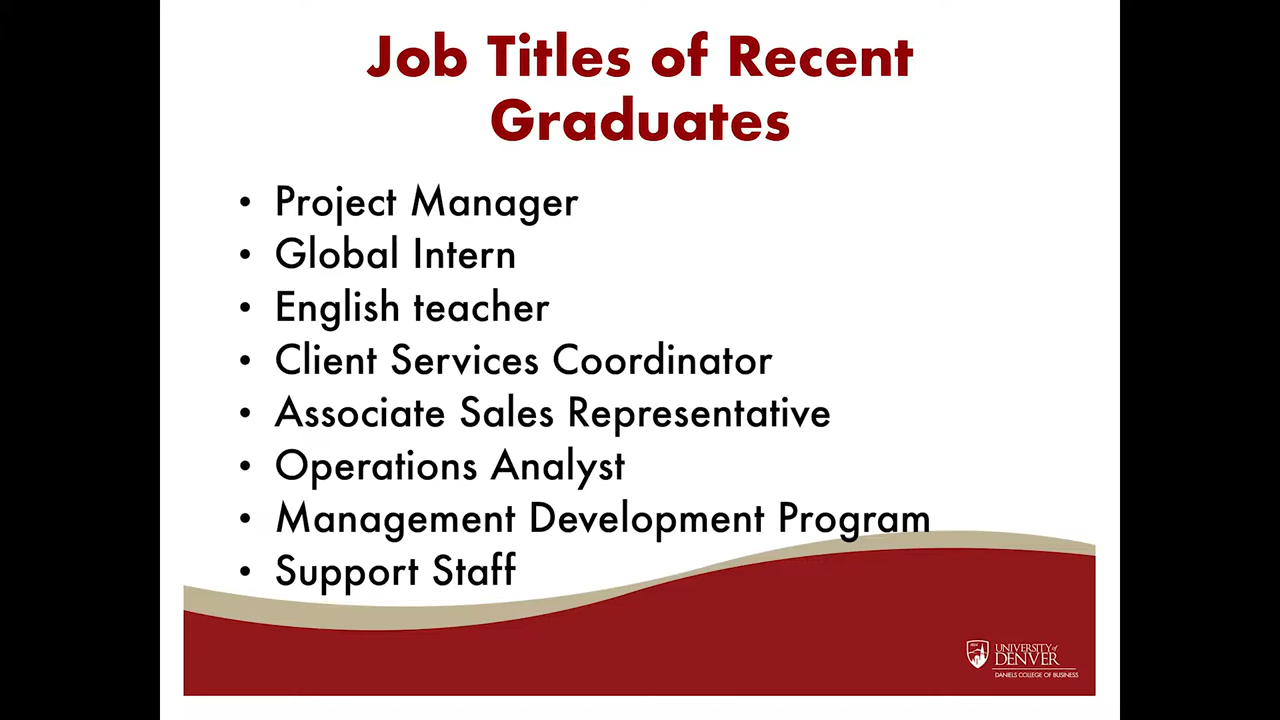 Job Titles of Recent
Graduates
• Project Manager
• Global Intern
• English teacher
• Client Services Coordinator
• Associate Sales Representative
• Operations Analyst
• Management Development Program
• Support Staff
UNIVERSITY of
DENVER
DANIELS COLLEGE OF BUSINESS